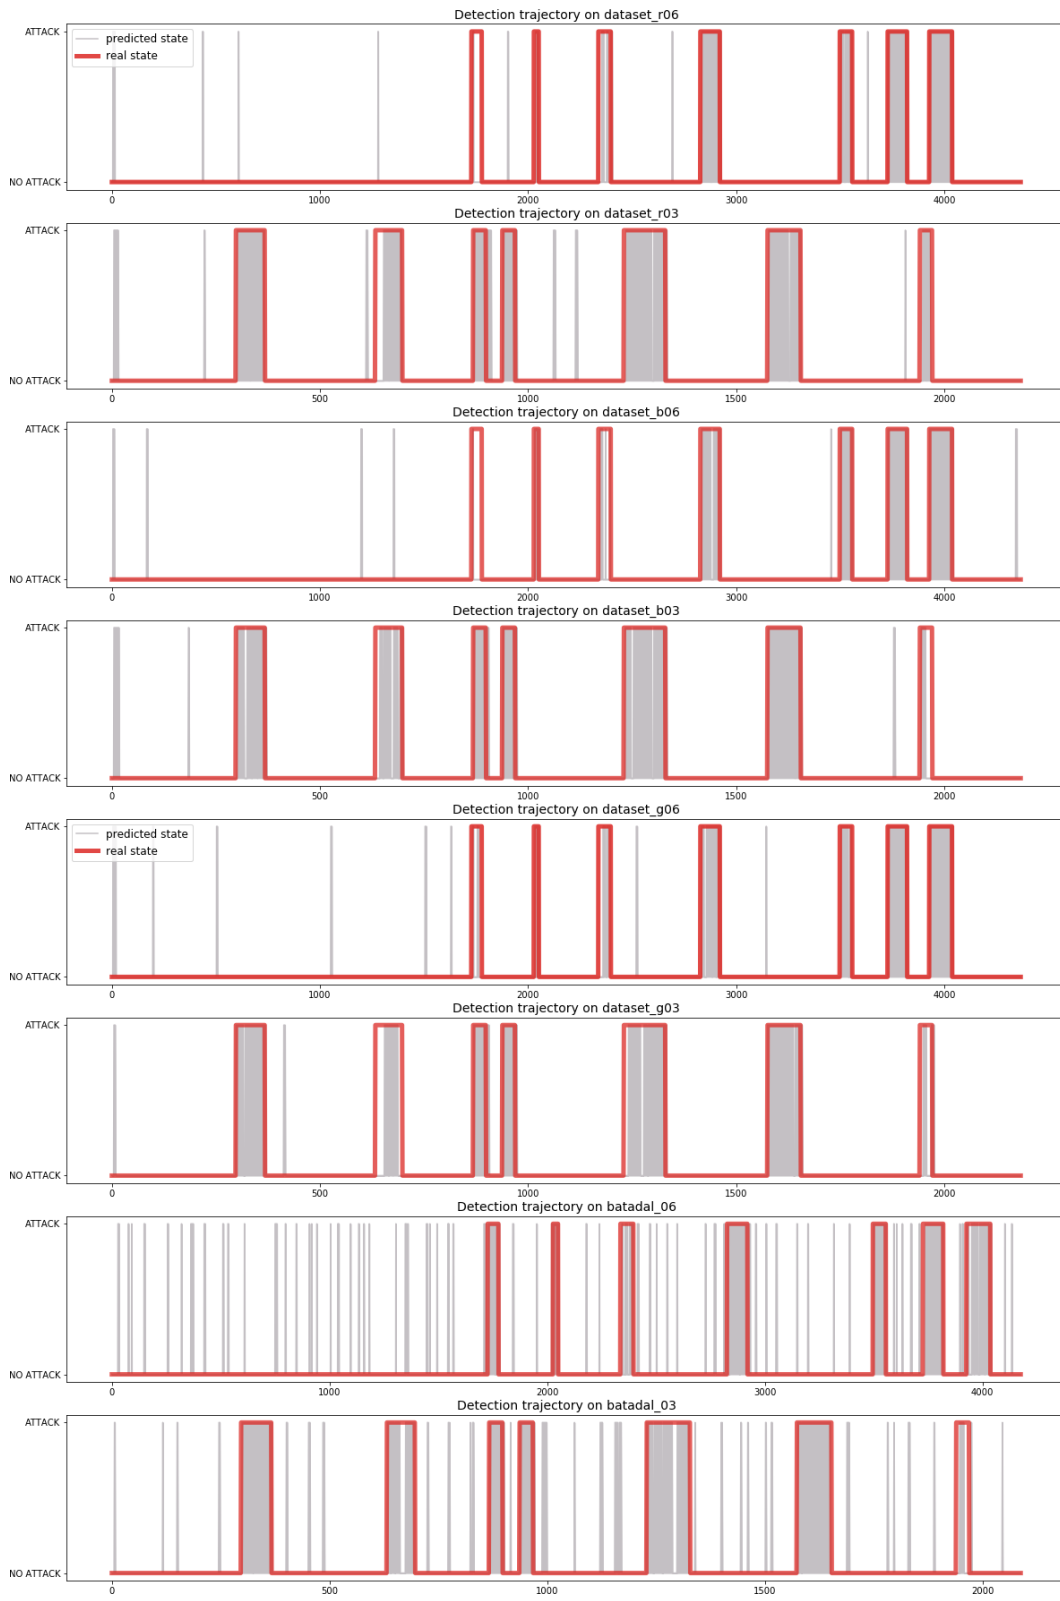 Detection trajectory on dataset_r06
ATTACK
predicted state
real state
NO ATTACK
0 1000 2000 3000 4000
Detection trajectory on dataset_r03
ATTACK
NO ATTACK
0 500 1000 1500 2000
Detection trajectory on dataset_b06
ATTACK
NO ATTACK
0 1000 2000 3000 4000
Detection trajectory on dataset_b03
ATTACK
NO ATTACK
0 500 1000 1500 2000
Detection trajectory on dataset_g06
ATTACK
predicted state
real state
NO ATTACK
0 1000 2000 3000 4000
Detection trajectory on dataset_g03
ATTACK
NO ATTACK
0 500 1000 1500 2000
Detection trajectory on batadal_06
ATTACK
NO ATTACK
0 1000 2000 3000 4000
Detection trajectory on batadal_03
ATTACK
NO ATTACK
0 500 1000 1500 2000